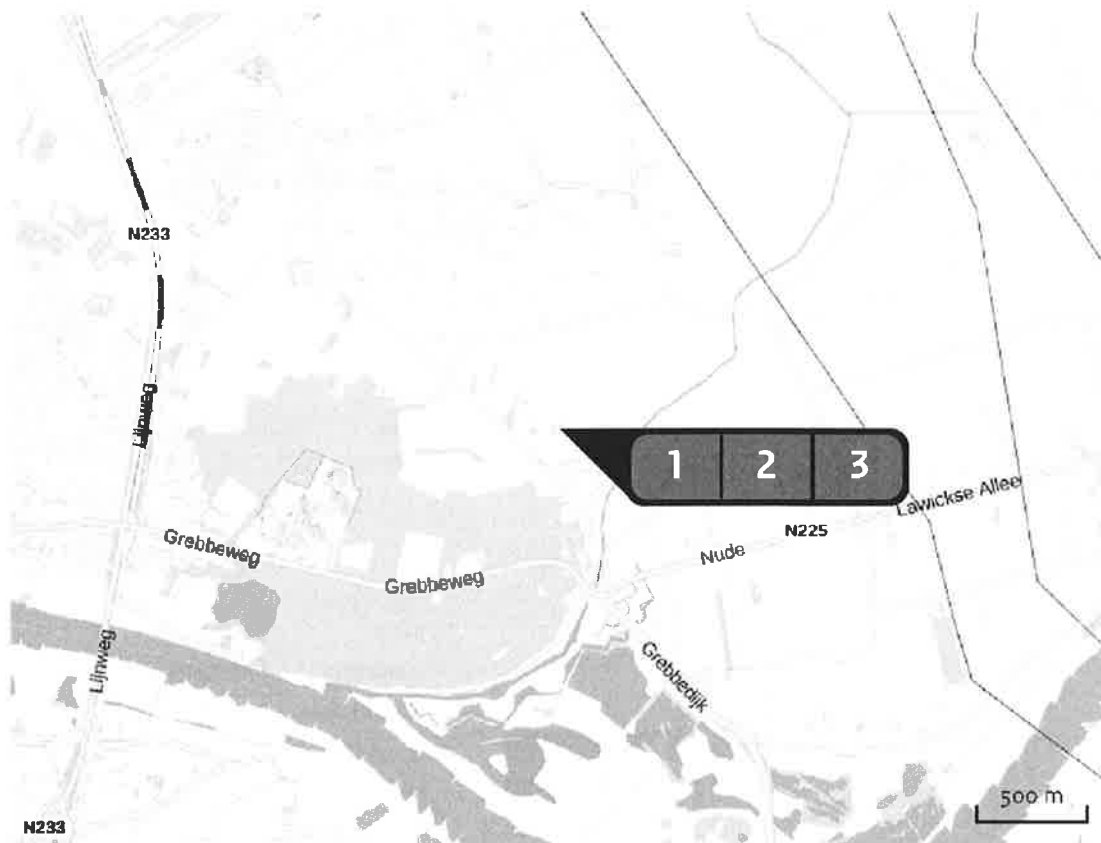 N233
Lijnweg
1 2 3
Lawickse Allee
N225
Grebbeweg
Nude
Grebbeweg
Lijnweg
Grebbedijk
500 m
N233